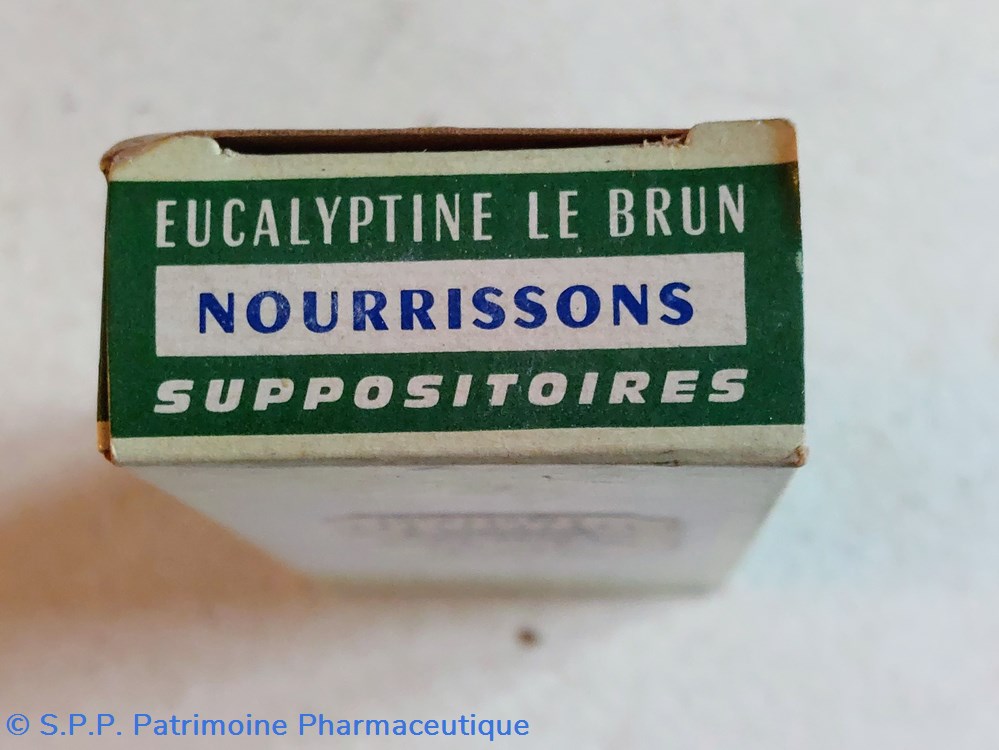 EUCALYPTINE LE BRUN
NOURRISSONS
SUPPOSITOIRES
© S.P.P. Patrimoine Pharmaceutique